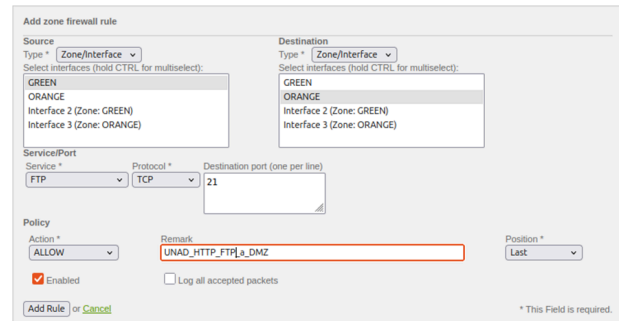 Add zone firewall rule
Source Destination
Type * Zone/Interface Type * Zone/Interface
Select interfaces (hold CTRL for multiselect): Select interfaces (hold CTRL for multiselect):
GREEN GREEN
ORANGE ORANGE
Interface 2 (Zone: GREEN) Interface 2 (Zone: GREEN)
Interface 3 (Zone: ORANGE) Interface 3 (Zone: ORANGE)
Service/Port
Service * Protocol * Destination port (one per line)
FTP TCP 21
Policy
Action * Remark Position *
ALLOW UNAD_HTTP_FTP_a_DMZ Last
Enabled Log all accepted packets
Add Rule or Cancel * This Field is required.